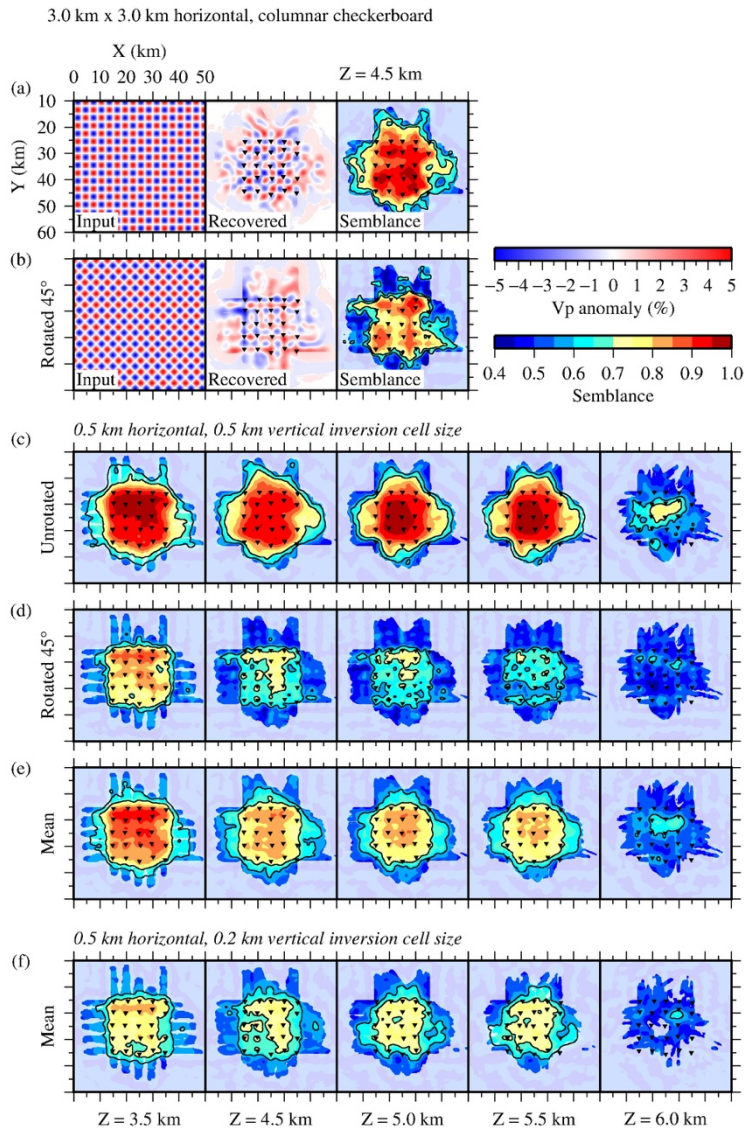 3.0 km x 3.0 km horizontal, columnar checkerboard
X (km)
0 10 20 30 40 50
Z = 4.5 km
(a)
10
20
30
40
50
60
Y (km)
Input
Recovered
Semblance
(b)
Rotated 45°
Input
Recovered
Semblance
−5 −4 −3 −2 −1 0 1 2 3 4 5
Vp anomaly (%)
0.4 0.5 0.6 0.7 0.8 0.9 1.0
Semblance
0.5 km horizontal, 0.5 km vertical inversion cell size
(c)
Unrotated
(d)
Rotated 45°
(e)
Mean
0.5 km horizontal, 0.2 km vertical inversion cell size
(f)
Mean
Z = 3.5 km
Z = 4.5 km
Z = 5.0 km
Z = 5.5 km
Z = 6.0 km